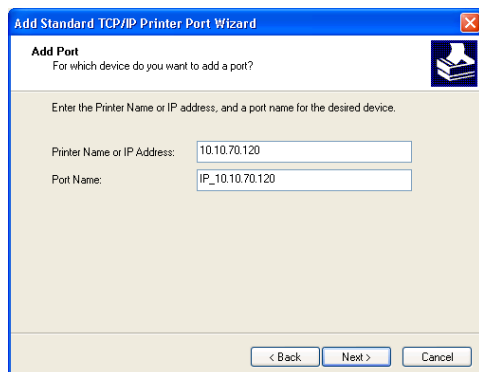 Add Standard TCP/IP Printer Port Wizard
Add Port
For which device do you want to add a port?
Enter the Printer Name or IP address, and a port name for the desired device.
Printer Name or IP Address: 10.10.70.120
Port Name: IP_10.10.70.120
< Back Next > Cancel